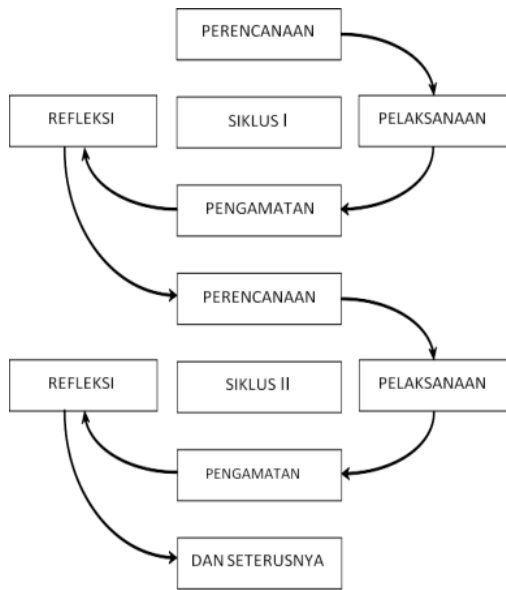 PERENCANAAN
REFLEKSI
SIKLUS I
PELAKSANAAN
PENGAMATAN
PERENCANAAN
REFLEKSI
SIKLUS II
PELAKSANAAN
PENGAMATAN
DAN SETERUSNYA